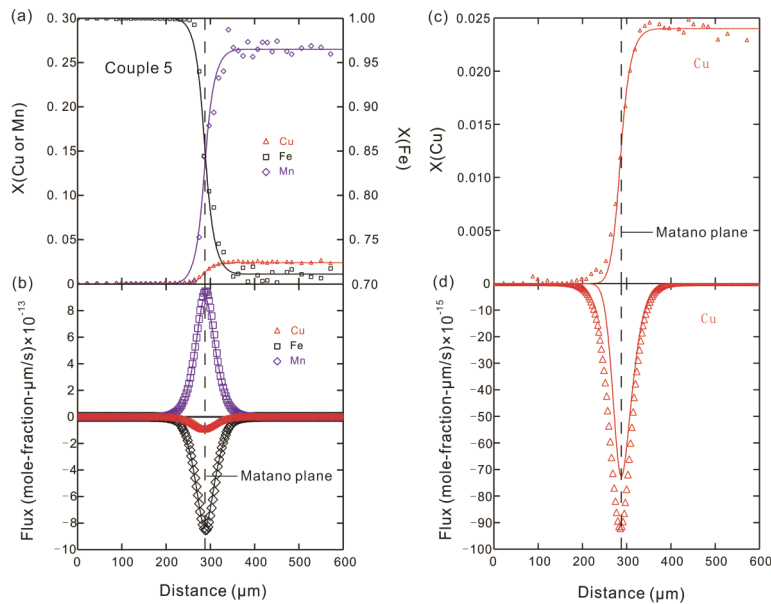 (a)
0.30
0.25
0.20
0.15
0.10
0.05
0
X(Cu or Mn)
Couple 5
Cu
Fe
Mn
1.00
0.95
0.90
0.85
0.80
0.75
0.70
X(Fe)
(b)
8
6
4
2
0
−2
−4
−6
−8
−10
Flux (mole-fraction-μm/s)×10⁻¹³
Cu
Fe
Mn
Matano plane
0 100 200 300 400 500 600
Distance (μm)
(c)
0.025
0.020
0.015
0.010
0.005
0
X(Cu)
Cu
Matano plane
(d)
−10
−20
−30
−40
−50
−60
−70
−80
−90
−100
Flux (mole-fraction-μm/s)×10⁻¹⁵
Cu
0 100 200 300 400 500 600
Distance (μm)